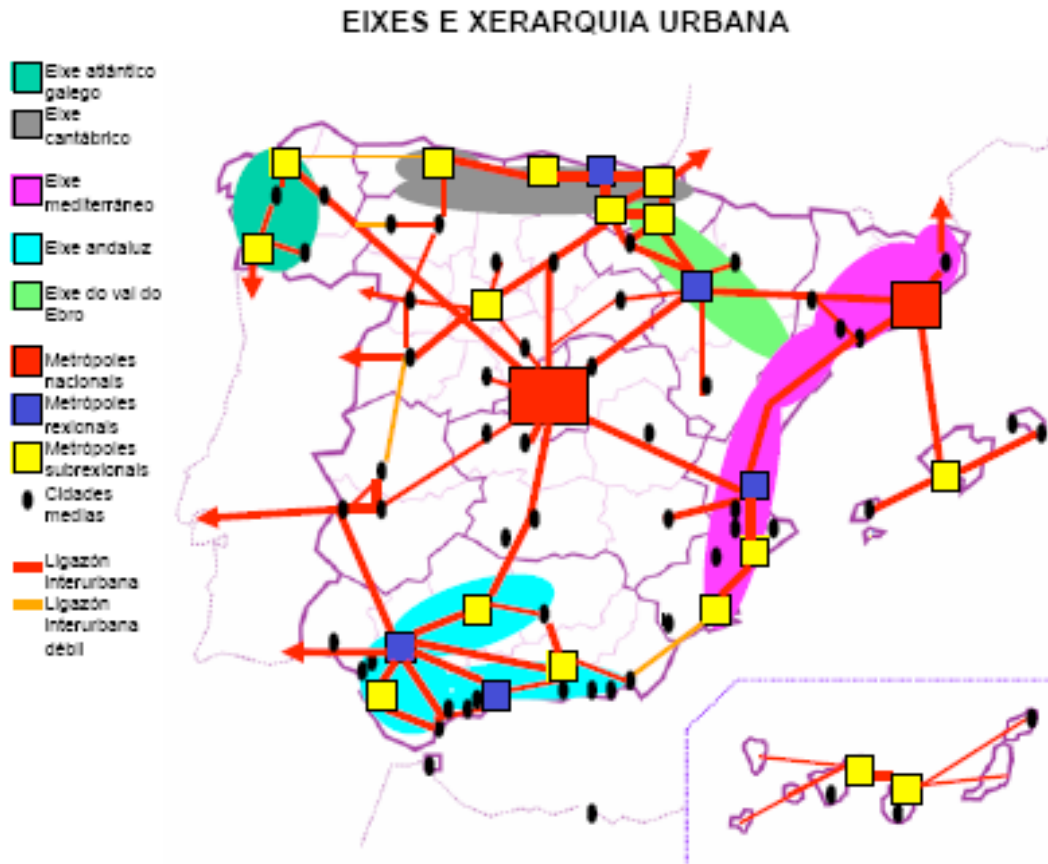 EIXES E XERARQUIA URBANA
Eixe atlántico
galego
Eixe
cantábrico
Eixe
mediterráneo
Eixe andaluz
Eixe do val do
Ebro
Metrópoles
nacionais
Metrópoles
rexionais
Metrópoles
subrexionais
Cidades
medias
Ligazón
interurbana
Ligazón
interurbana
débil